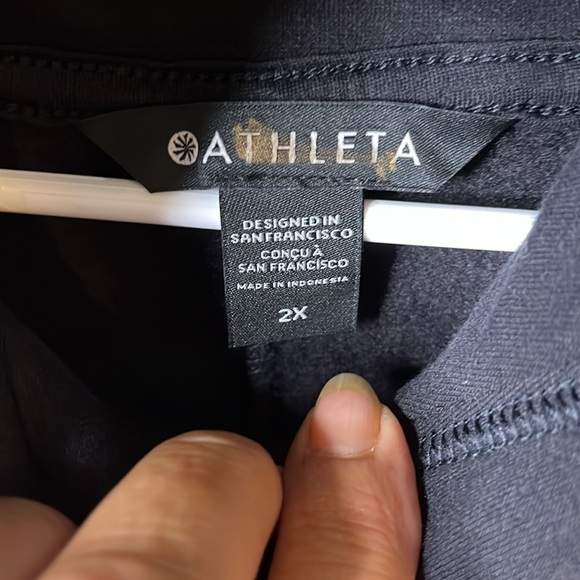 ATHLETA
DESIGNED IN
SAN FRANCISCO
CONÇU À
SAN FRANCISCO
MADE IN INDONESIA
2X